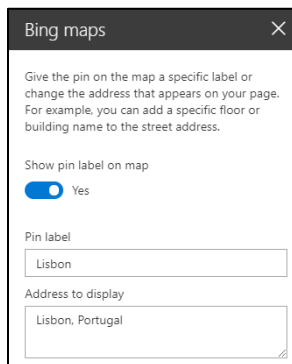 Bing maps
Give the pin on the map a specific label or
change the address that appears on your page.
For example, you can add a specific floor or
building name to the street address.
Show pin label on map
Yes
Pin label
Lisbon
Address to display
Lisbon, Portugal